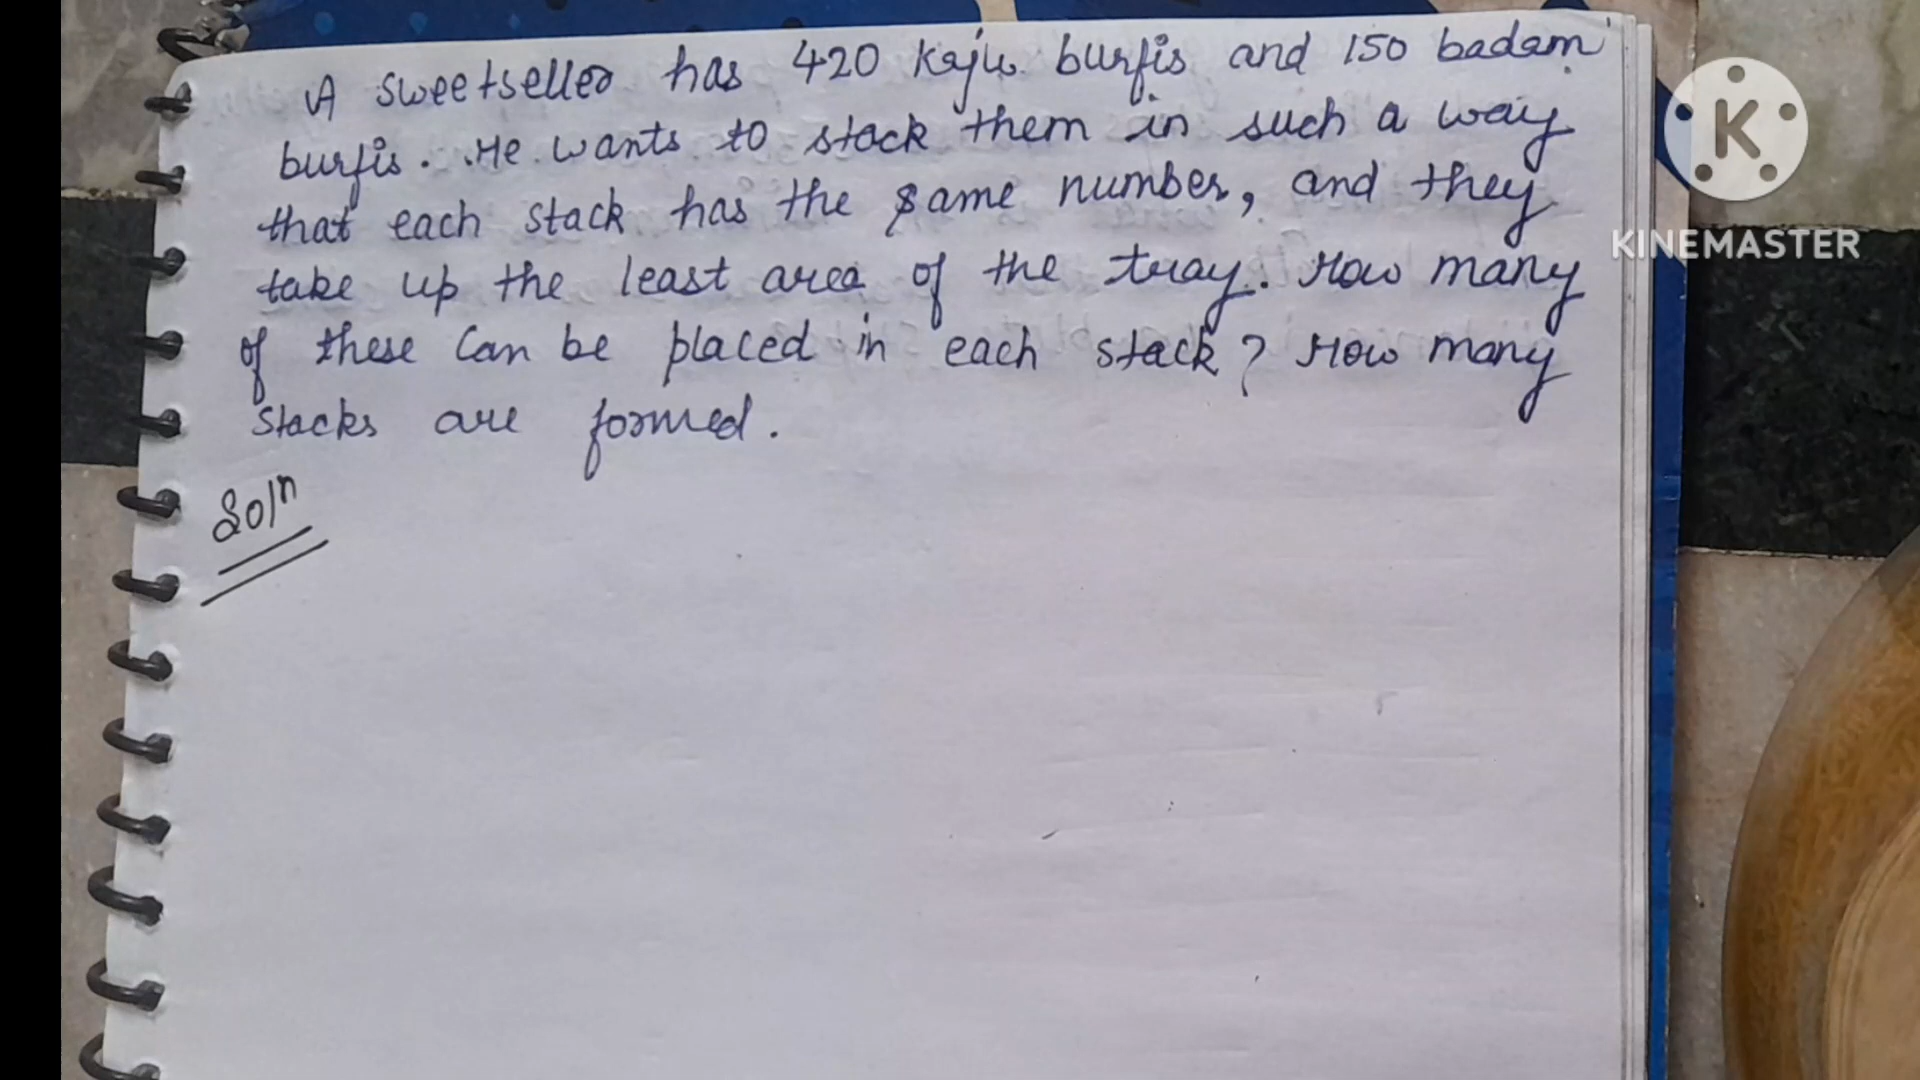 A sweetseller has 420 Kaju burfis and 150 badam
burfis. He wants to stack them in such a way
that each stack has the same number, and they
take up the least area of the tray. How many
of these can be placed in each stack? How many
stacks are formed.
Soln
K
KINEMASTER